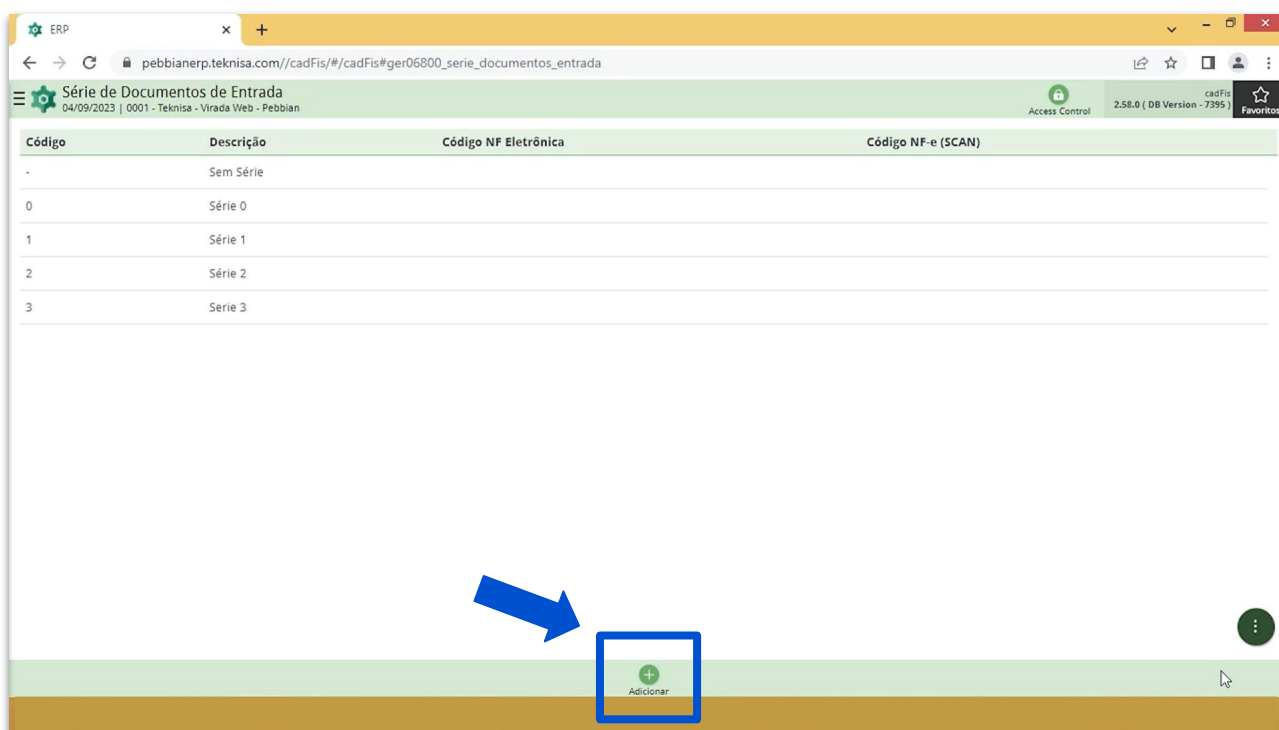 ERP
pebbianerp.teknisa.com//cadFis/#/cadFis#ger06800_serie_documentos_entrada
Série de Documentos de Entrada
04/09/2023 | 0001 - Teknisa - Virada Web - Pebbian
Access Control
cadFis
2.58.0 ( DB Version - 7395 )
Favoritos
Código Descrição Código NF Eletrônica Código NF-e (SCAN)
- Sem Série
0 Série 0
1 Série 1
2 Série 2
3 Serie 3
Adicionar